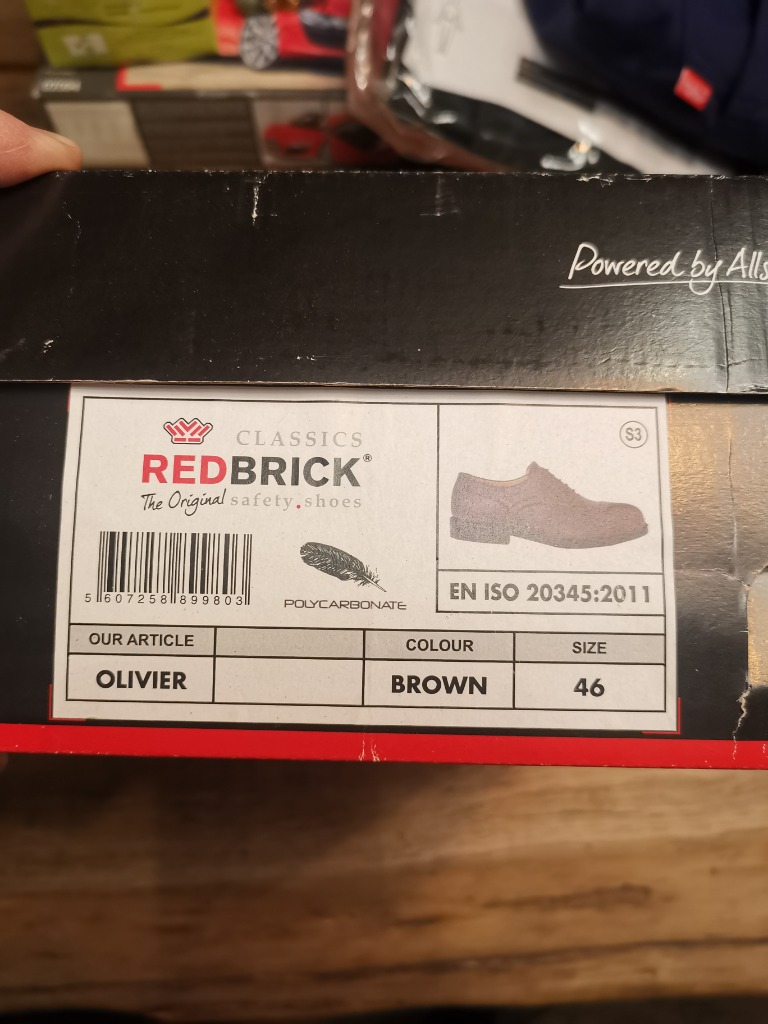 Powered by Alls
CLASSICS
REDBRICK®
The Original safety.shoes
5 607258 899803
POLYCARBONATE
S3
EN ISO 20345:2011
OUR ARTICLE
COLOUR
SIZE
OLIVIER
BROWN
46